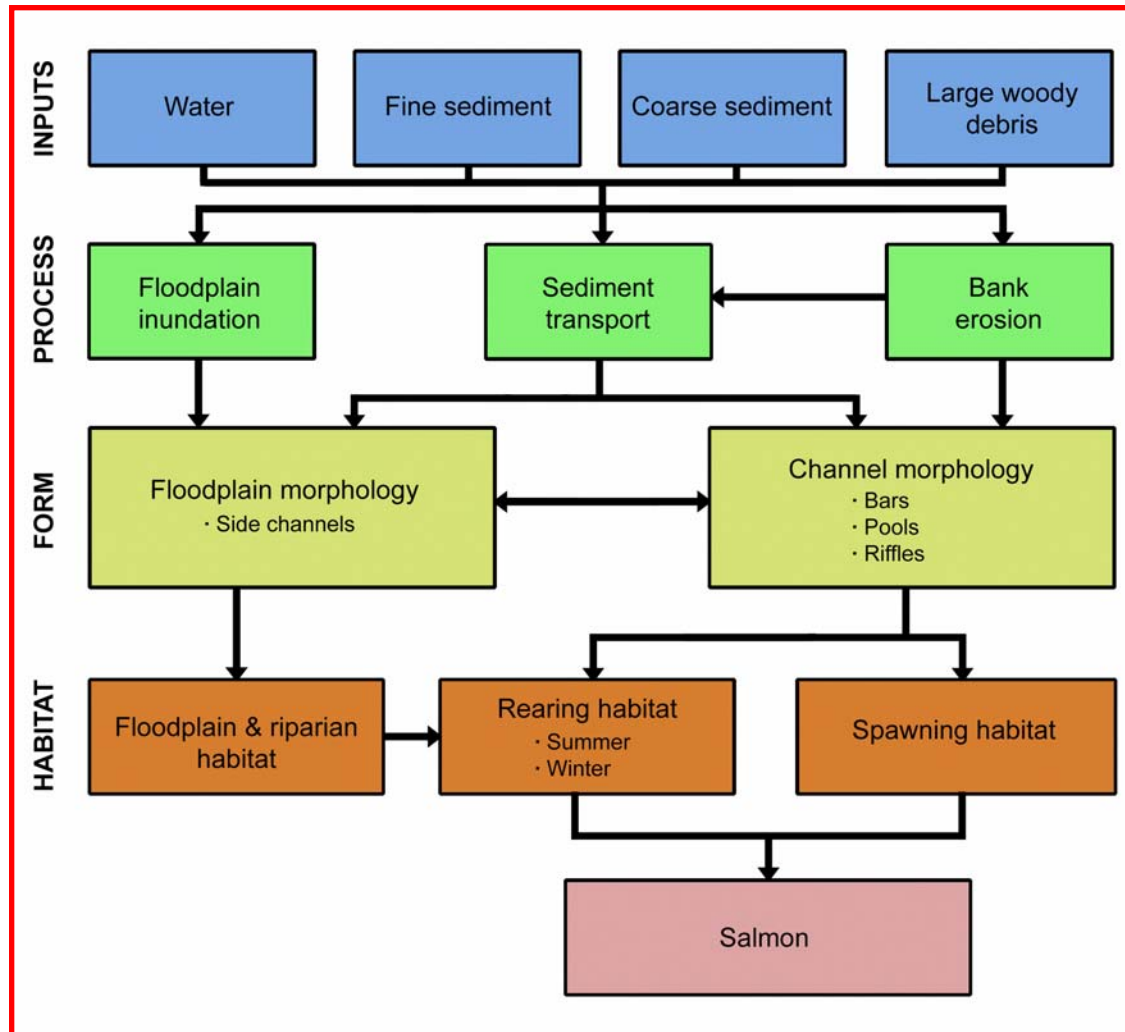 INPUTS
Water
Fine sediment
Coarse sediment
Large woody
debris
PROCESS
Floodplain
inundation
Sediment
transport
Bank
erosion
FORM
Floodplain morphology
· Side channels
Channel morphology
· Bars
· Pools
· Riffles
HABITAT
Floodplain & riparian
habitat
Rearing habitat
· Summer
· Winter
Spawning habitat
Salmon